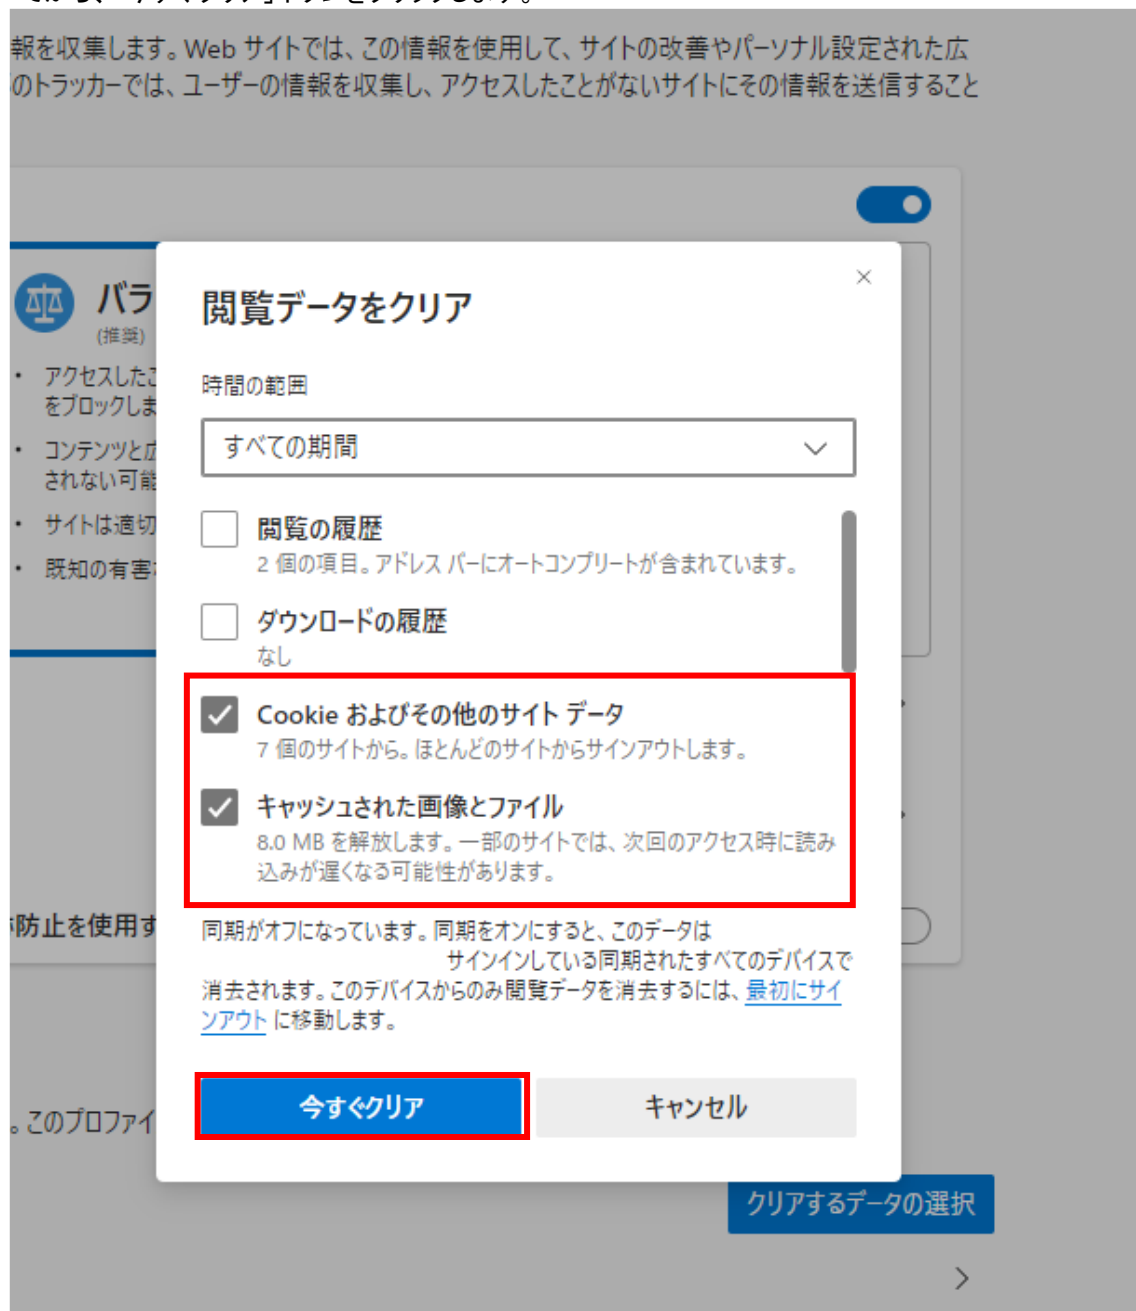 報を収集します。Web サイトでは、この情報を使用して、サイトの改善やパーソナル設定された広
のトラッカーでは、ユーザーの情報を収集し、アクセスしたことがないサイトにその情報を送信すること
バラ
(推奨)
・ アクセスしたこ
をブロックしま
・ コンテンツと広
されない可能
・ サイトは適切
・ 既知の有害
閲覧データをクリア
時間の範囲
すべての期間
閲覧の履歴
2 個の項目。アドレス バーにオートコンプリートが含まれています。
ダウンロードの履歴
なし
Cookie およびその他のサイト データ
7 個のサイトから。ほとんどのサイトからサインアウトします。
キャッシュされた画像とファイル
8.0 MB を解放します。一部のサイトでは、次回のアクセス時に読み
込みが遅くなる可能性があります。
防止を使用す
同期がオフになっています。同期をオンにすると、このデータは
サインインしている同期されたすべてのデバイスで
消去されます。このデバイスからのみ閲覧データを消去するには、最初にサイ
ンアウト に移動します。
今すぐクリア
キャンセル
。このプロファイ
クリアするデータの選択